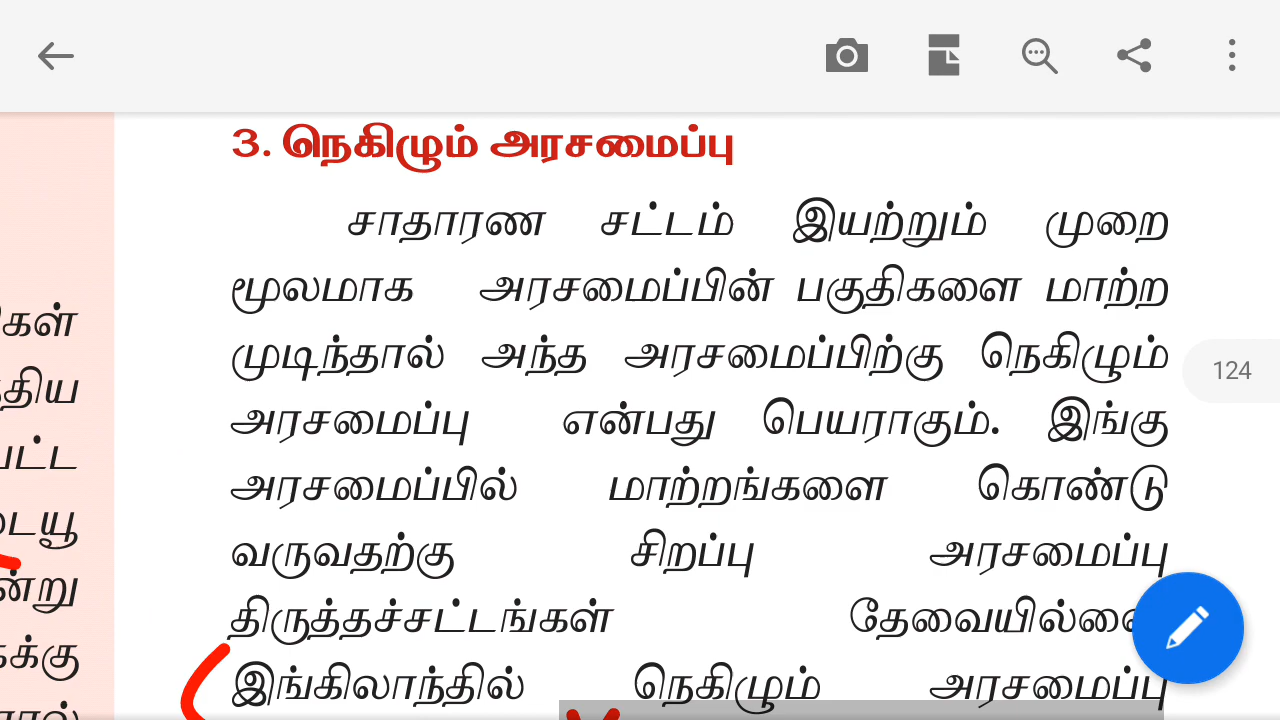 3. நெகிழும் அரசமைப்பு
சாதாரண சட்டம் இயற்றும் முறை
மூலமாக அரசமைப்பின் பகுதிகளை மாற்ற
முடிந்தால் அந்த அரசமைப்பிற்கு நெகிழும்
அரசமைப்பு என்பது பெயராகும். இங்கு
அரசமைப்பில் மாற்றங்களை கொண்டு
வருவதற்கு சிறப்பு அரசமைப்பு
திருத்தச்சட்டங்கள்
இங்கிலாந்தில் நெகிழும் அரசமைப்பு
124